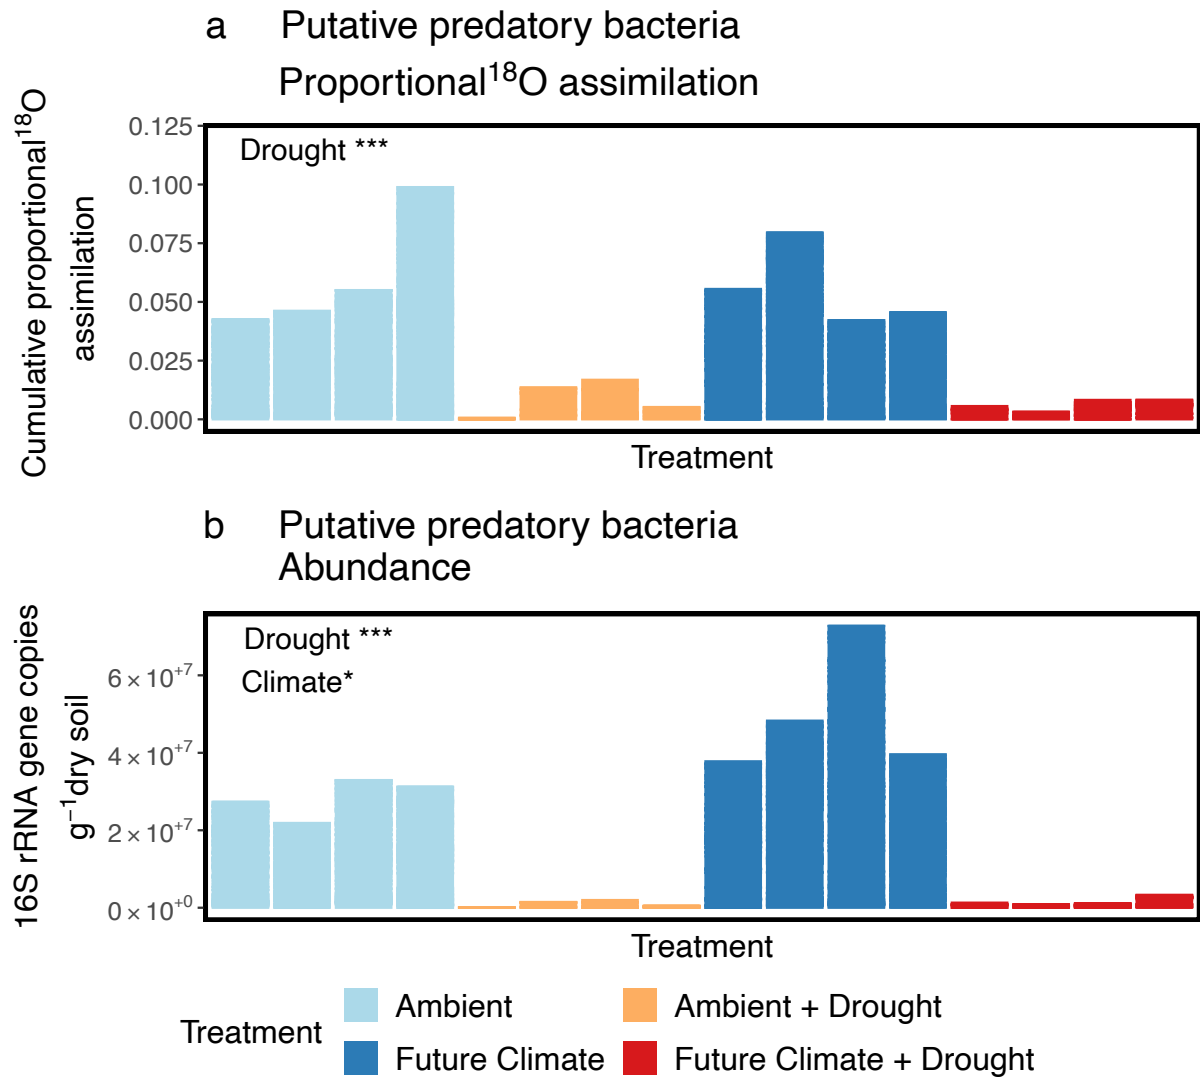 a Putative predatory bacteria
Proportional¹⁸O assimilation
Cumulative proportional¹⁸O
assimilation
0.125
0.100
0.075
0.050
0.025
0.000
Drought ***
Treatment
b Putative predatory bacteria
Abundance
16S rRNA gene copies
g⁻¹dry soil
6 × 10⁺⁷
4 × 10⁺⁷
2 × 10⁺⁷
0 × 10⁺⁰
Drought ***
Climate*
Treatment
Treatment
Ambient
Ambient + Drought
Future Climate
Future Climate + Drought